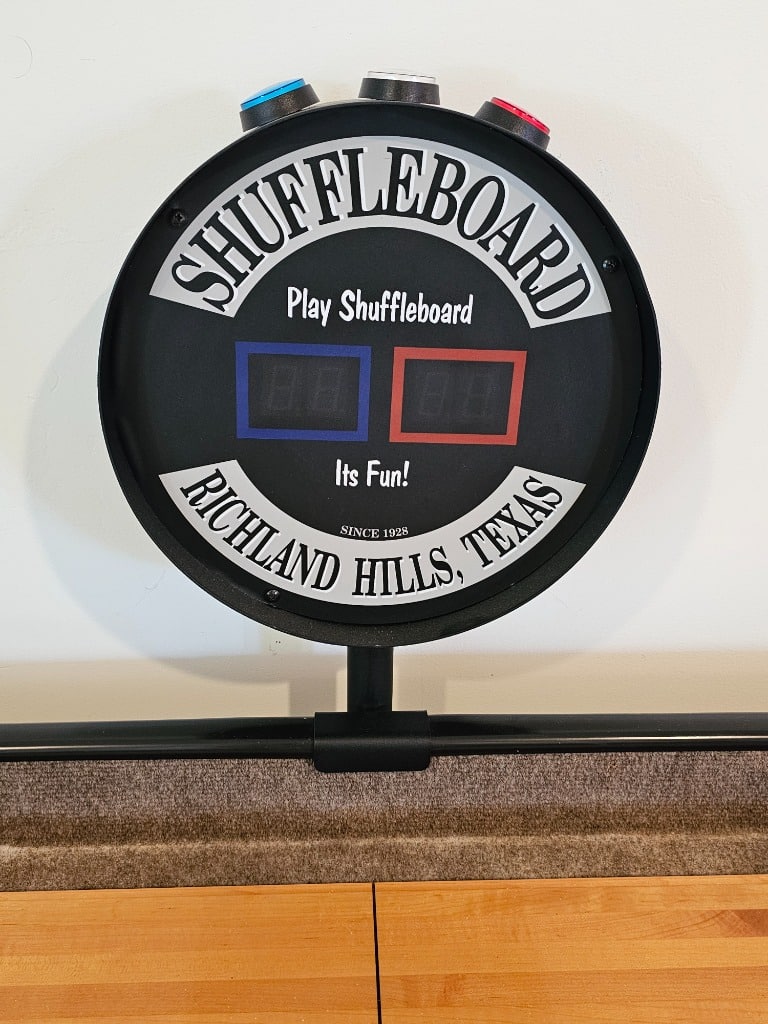 SHUFFLEBOARD
Play Shuffleboard
Its Fun!
SINCE 1928
RICHLAND HILLS, TEXAS